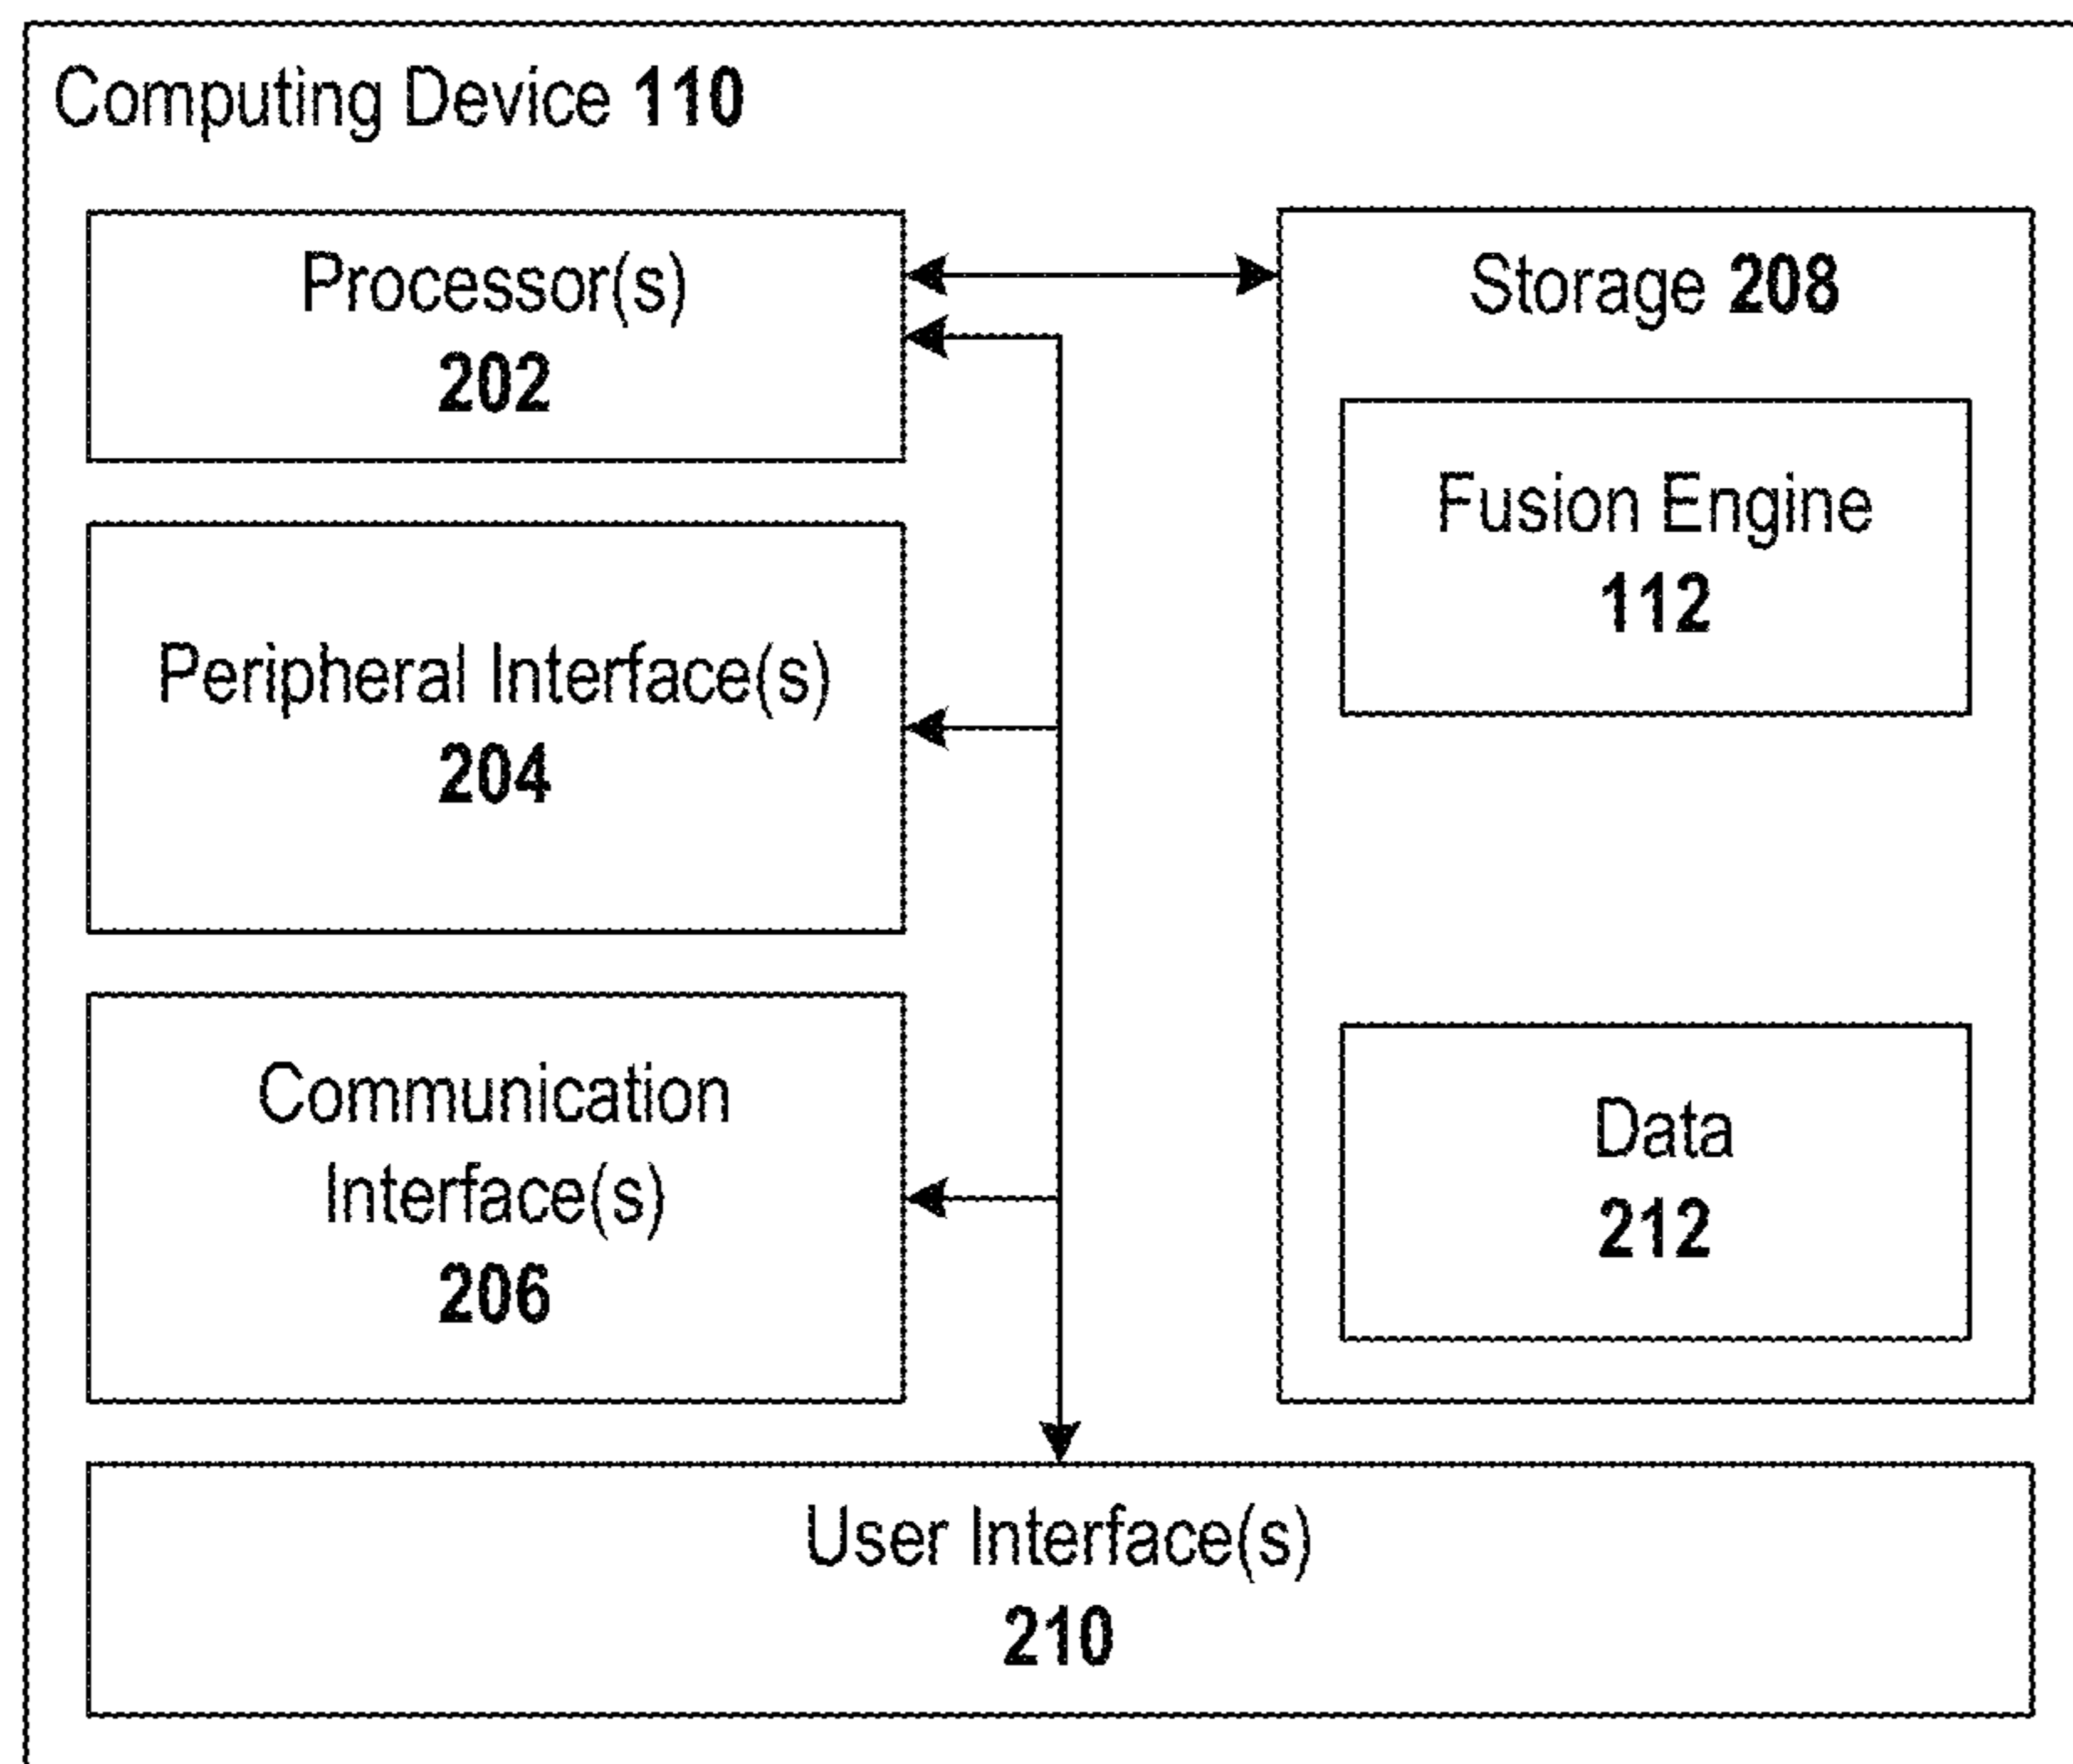 Computing Device 110
Processor(s)
202
Storage 208
Fusion Engine
112
Peripheral Interface(s)
204
Communication
Interface(s)
206
Data
212
User Interface(s)
210